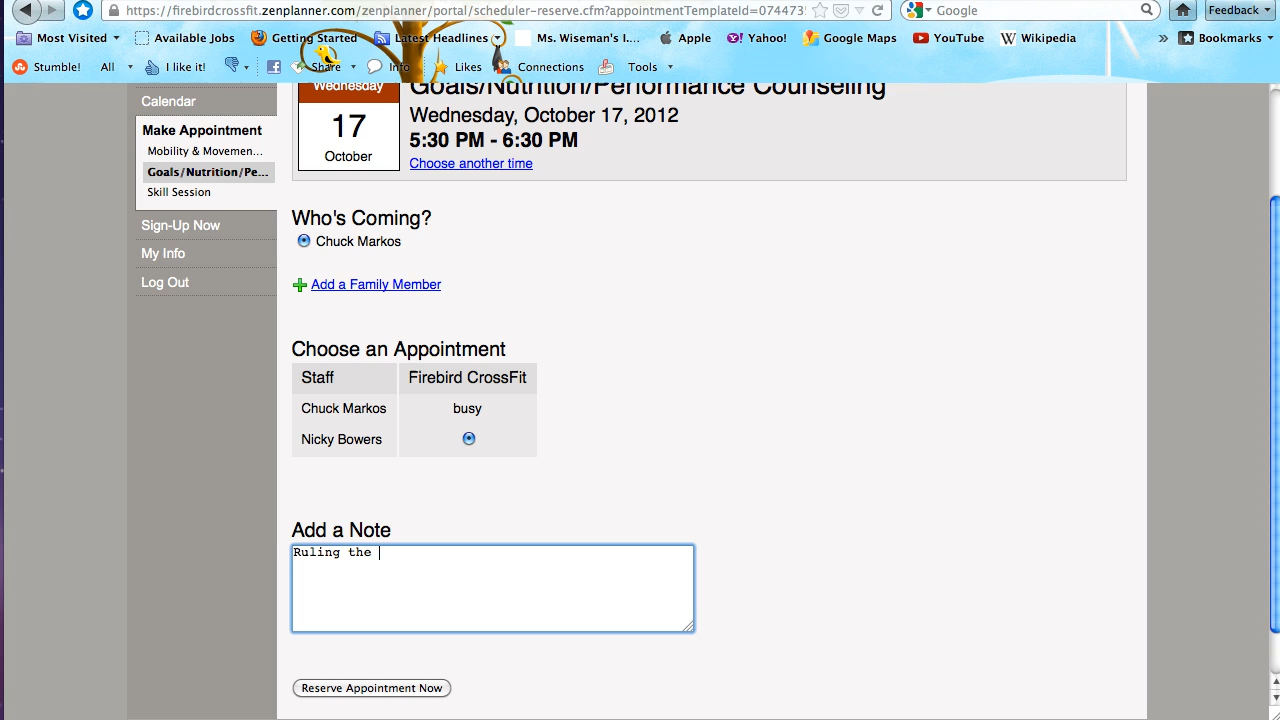 https://firebirdcrossfit.zenplanner.com/zenplanner/portal/scheduler-reserve.cfm?appointmentTemplateId=0744473
Google
Feedback
Most Visited
Available Jobs
Getting Started
Latest Headlines
Ms. Wiseman's I...
Apple
Yahoo!
Google Maps
YouTube
Wikipedia
»
Bookmarks
Stumble!
All
I like it!
Share
Info
Likes
Connections
Tools
Calendar
Make Appointment
Mobility & Movemen...
Goals/Nutrition/Pe...
Skill Session
Sign-Up Now
My Info
Log Out
Wednesday
17
October
Goals/Nutrition/Performance Counseling
Wednesday, October 17, 2012
5:30 PM - 6:30 PM
Choose another time
Who's Coming?
Chuck Markos
Add a Family Member
Choose an Appointment
Staff Firebird CrossFit
Chuck Markos busy
Nicky Bowers
Add a Note
Ruling the
Reserve Appointment Now